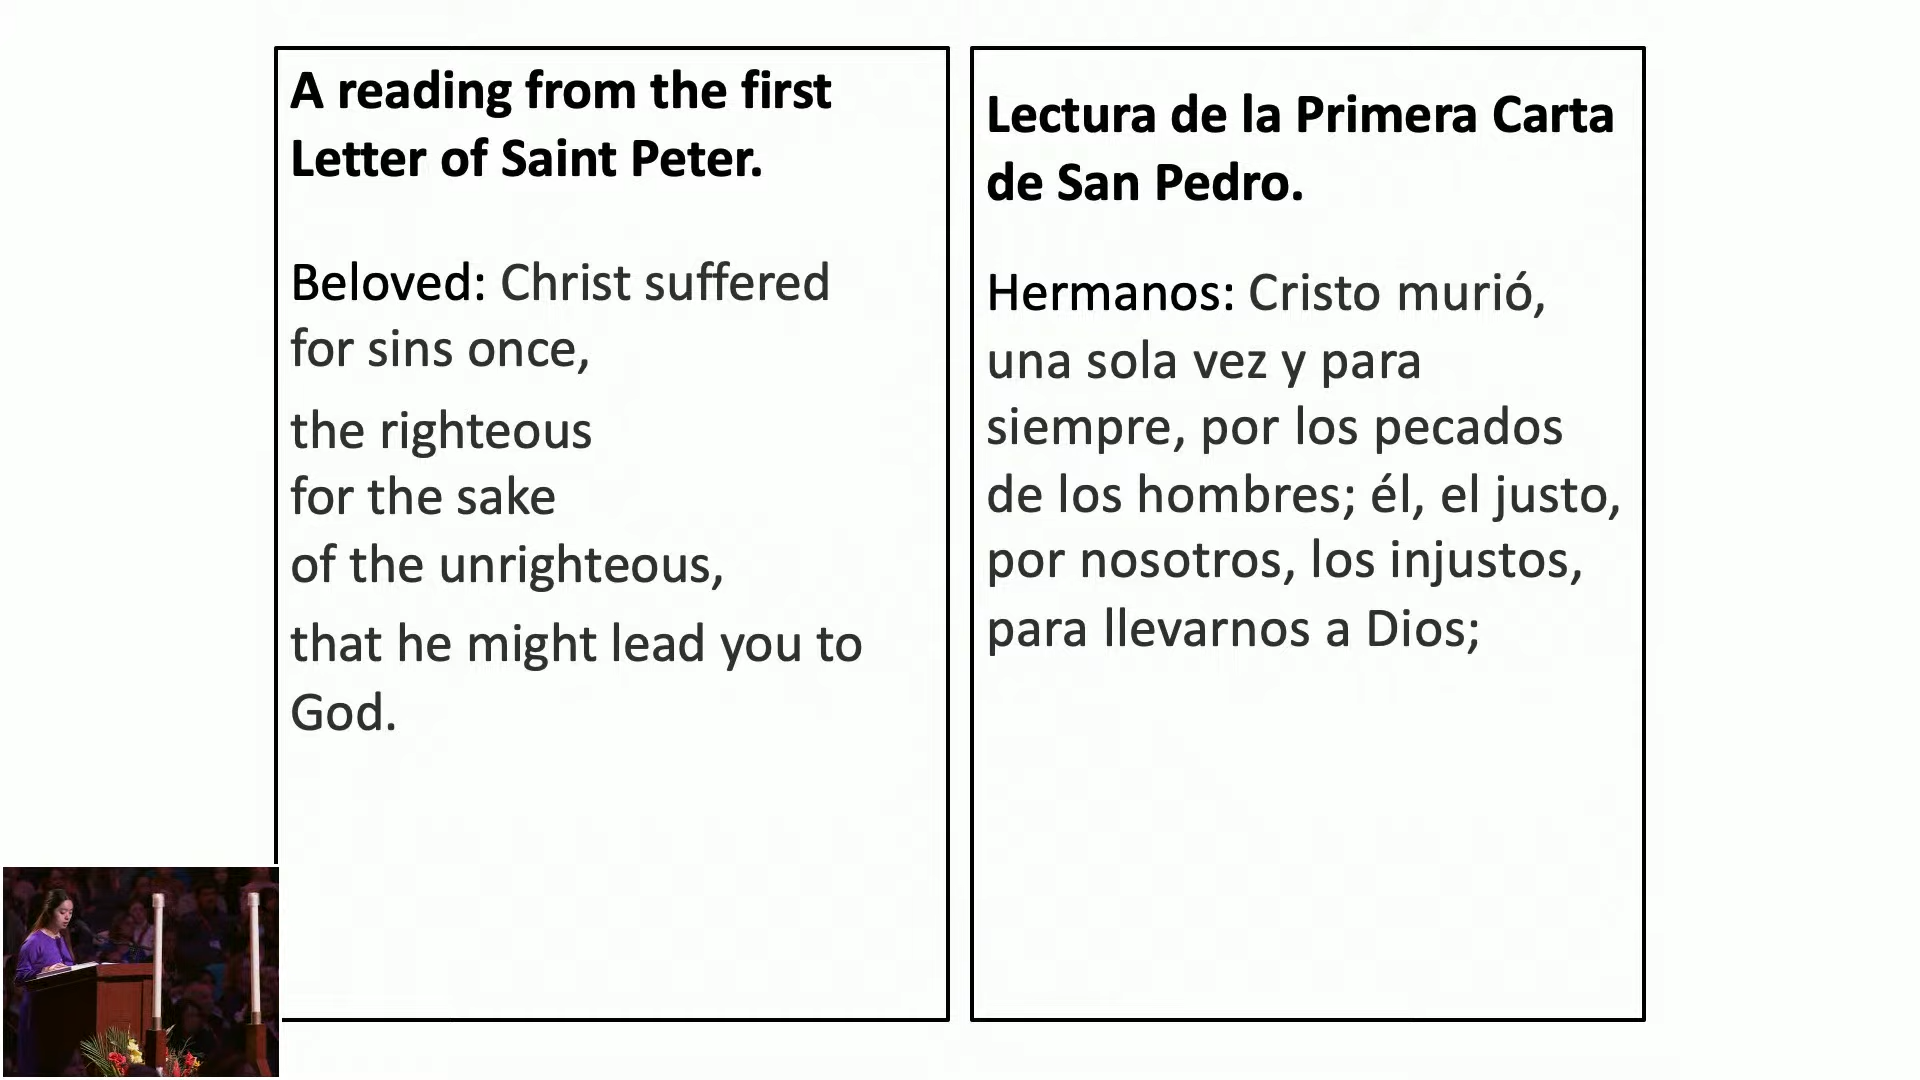 A reading from the first
Letter of Saint Peter.
Beloved: Christ suffered
for sins once,
the righteous
for the sake
of the unrighteous,
that he might lead you to
God.
Lectura de la Primera Carta
de San Pedro.
Hermanos: Cristo murió,
una sola vez y para
siempre, por los pecados
de los hombres; él, el justo,
por nosotros, los injustos,
para llevarnos a Dios;